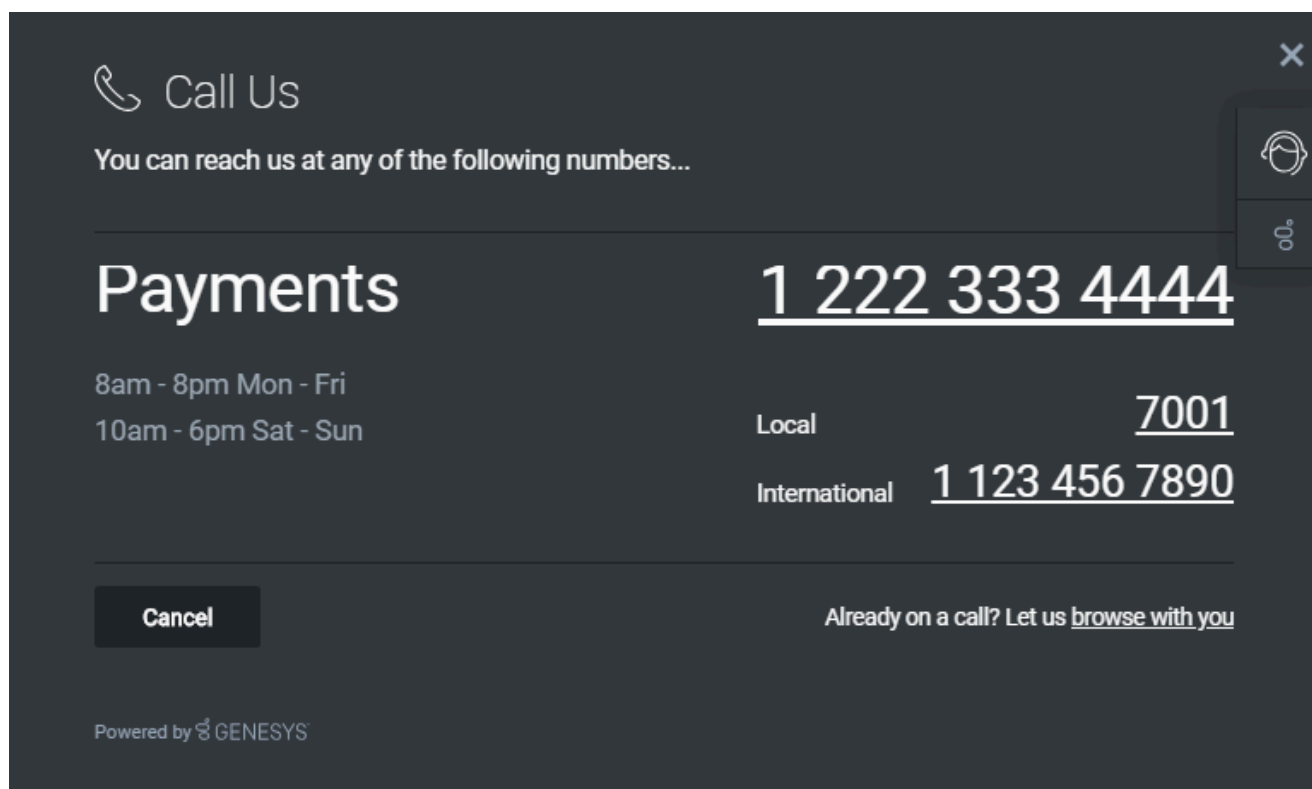 Call Us
You can reach us at any of the following numbers...
Payments 1 222 333 4444
8am - 8pm Mon - Fri
10am - 6pm Sat - Sun
Local 7001
International 1 123 456 7890
Cancel Already on a call? Let us browse with you
Powered by GENESYS